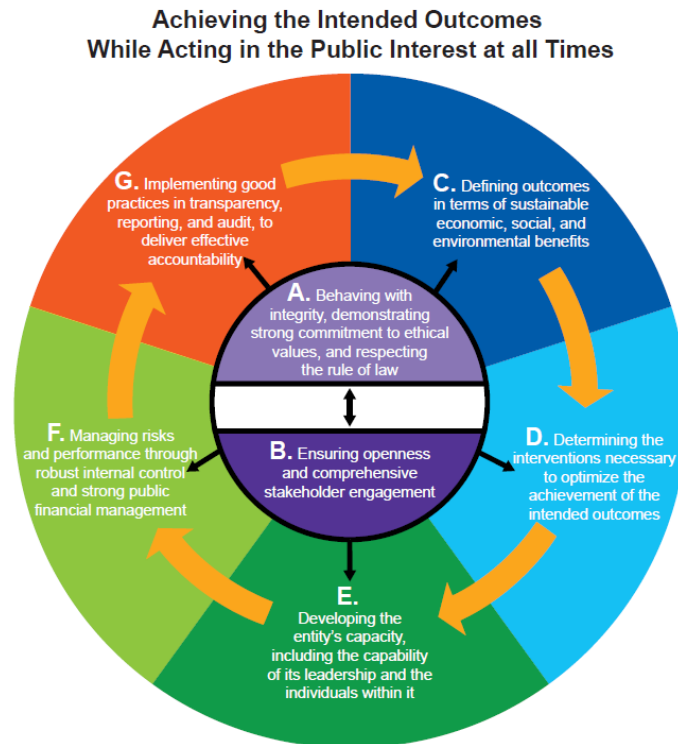 Achieving the Intended Outcomes
While Acting in the Public Interest at all Times
G. Implementing good
practices in transparency,
reporting, and audit, to
deliver effective
accountability
C. Defining outcomes
in terms of sustainable
economic, social, and
environmental benefits
A. Behaving with
integrity, demonstrating
strong commitment to ethical
values, and respecting
the rule of law
F. Managing risks
and performance through
robust internal control
and strong public
financial management
B. Ensuring openness
and comprehensive
stakeholder engagement
D. Determining the
interventions necessary
to optimize the
achievement of the
intended outcomes
E.
Developing the
entity's capacity,
including the capability
of its leadership and the
individuals within it